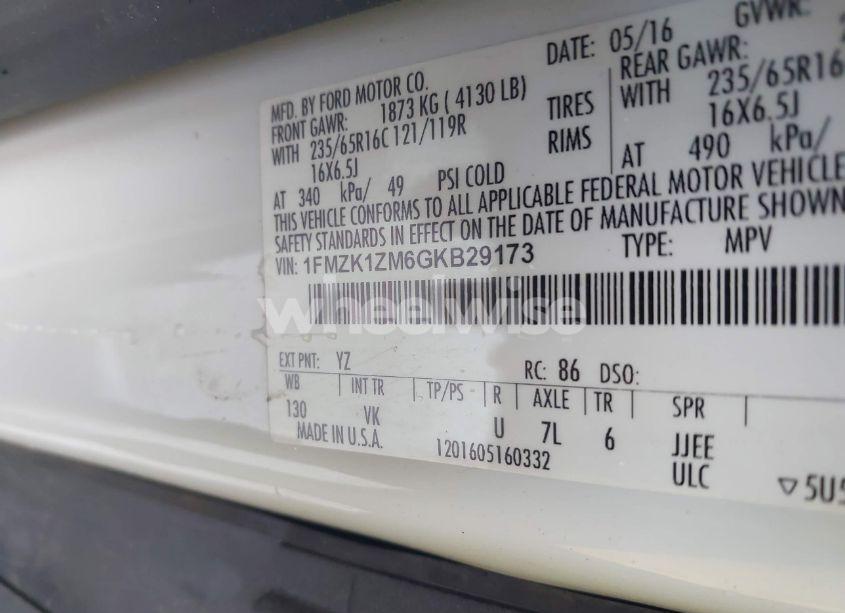 MFD. BY FORD MOTOR CO.
DATE: 05/16
GVWR:
FRONT GAWR: 1873 KG ( 4130 LB)
REAR GAWR:
WITH 235/65R16C 121/119R TIRES
WITH 235/65R16
16X6.5J RIMS
16X6.5J
AT 340 kPa/ 49 PSI COLD
AT 490 kPa/
THIS VEHICLE CONFORMS TO ALL APPLICABLE FEDERAL MOTOR VEHICLE
SAFETY STANDARDS IN EFFECT ON THE DATE OF MANUFACTURE SHOWN
VIN: 1FMZK1ZM6GKB29173 TYPE: MPV
wheelwise
EXT PNT: YZ RC: 86 DSO:
WB INT TR TP/PS R AXLE TR SPR
130 VK U 7L 6 JJEE
MADE IN U.S.A. 1201605160332 ULC
▽5U5